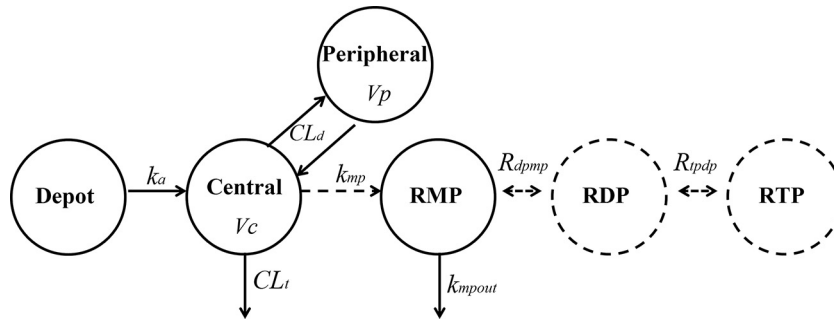 Peripheral
Vp
CLd
Depot
ka
Central
Vc
kmp
RMP
Rdpmp
RDP
Rtpdp
RTP
CLt
kmpout